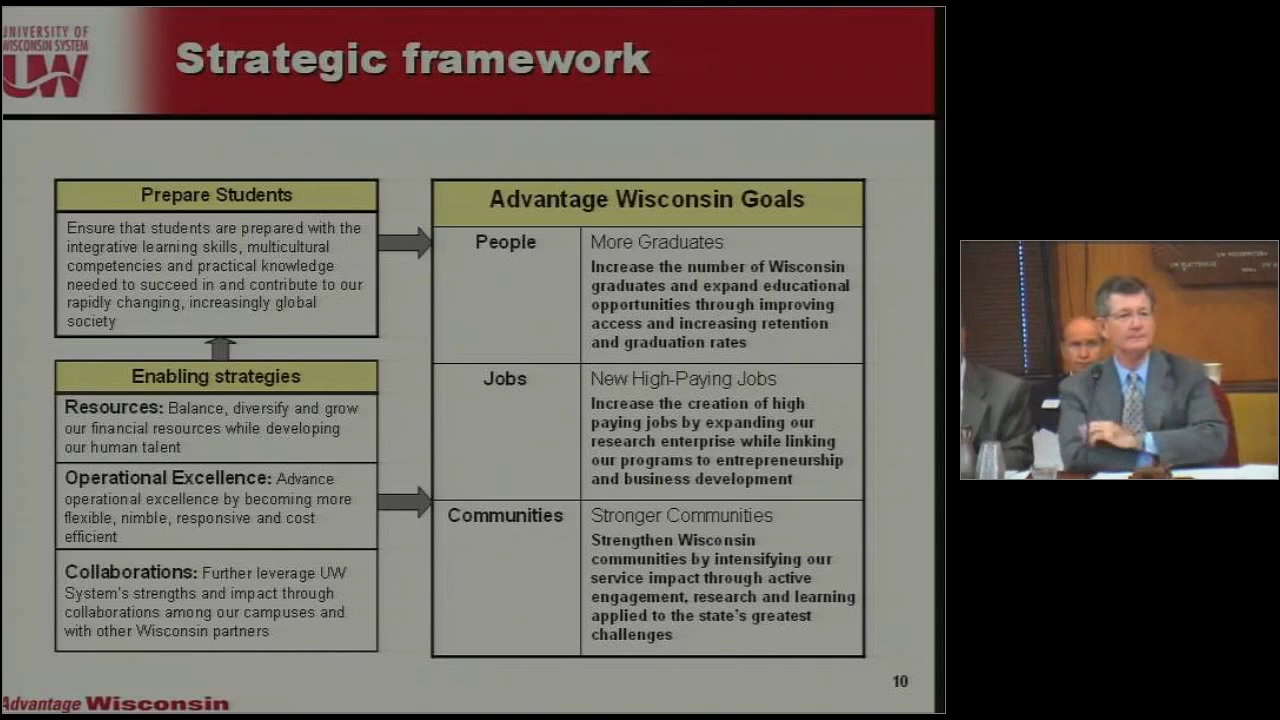 UNIVERSITY OF
WISCONSIN SYSTEM
UW
Strategic framework
Prepare Students
Ensure that students are prepared with the
integrative learning skills, multicultural
competencies and practical knowledge
needed to succeed in and contribute to our
rapidly changing, increasingly global
society
Enabling strategies
Resources: Balance, diversify and grow
our financial resources while developing
our human talent
Operational Excellence: Advance
operational excellence by becoming more
flexible, nimble, responsive and cost
efficient
Collaborations: Further leverage UW
System's strengths and impact through
collaborations among our campuses and
with other Wisconsin partners
Advantage Wisconsin Goals
People
More Graduates
Increase the number of Wisconsin
graduates and expand educational
opportunities through improving
access and increasing retention
and graduation rates
Jobs
New High-Paying Jobs
Increase the creation of high
paying jobs by expanding our
research enterprise while linking
our programs to entrepreneurship
and business development
Communities
Stronger Communities
Strengthen Wisconsin
communities by intensifying our
service impact through active
engagement, research and learning
applied to the state's greatest
challenges
10
Advantage Wisconsin